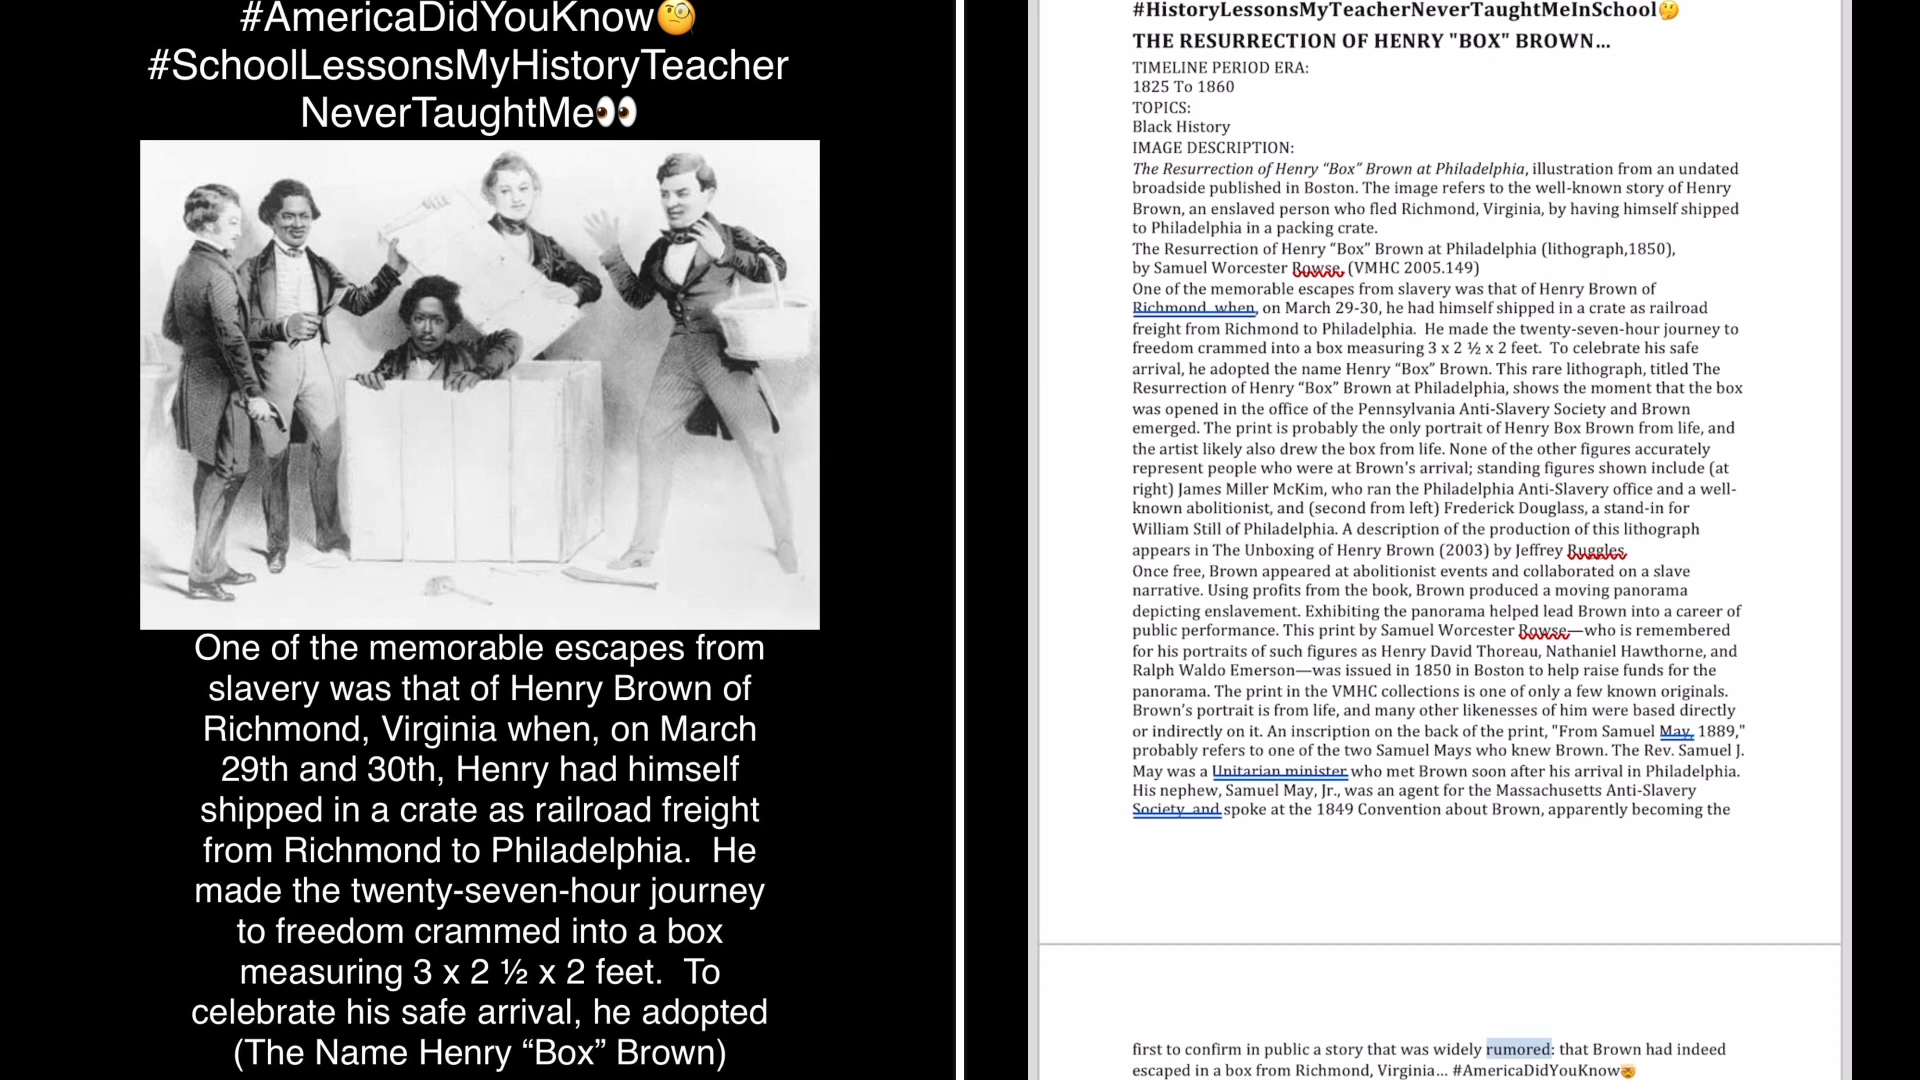 #AmericaDidYouKnow🧐
#SchoolLessonsMyHistoryTeacher
NeverTaughtMe👀
One of the memorable escapes from
slavery was that of Henry Brown of
Richmond, Virginia when, on March
29th and 30th, Henry had himself
shipped in a crate as railroad freight
from Richmond to Philadelphia.  He
made the twenty-seven-hour journey
to freedom crammed into a box
measuring 3 x 2 ½ x 2 feet.  To
celebrate his safe arrival, he adopted
(The Name Henry “Box” Brown)
#HistoryLessonsMyTeacherNeverTaughtMeInSchool🤔
THE RESURRECTION OF HENRY "BOX" BROWN…
TIMELINE PERIOD ERA:
1825 To 1860
TOPICS:
Black History
IMAGE DESCRIPTION:
The Resurrection of Henry “Box” Brown at Philadelphia, illustration from an undated
broadside published in Boston. The image refers to the well-known story of Henry
Brown, an enslaved person who fled Richmond, Virginia, by having himself shipped
to Philadelphia in a packing crate.
The Resurrection of Henry “Box” Brown at Philadelphia (lithograph,1850),
by Samuel Worcester Rowse, (VMHC 2005.149)
One of the memorable escapes from slavery was that of Henry Brown of
Richmond, when, on March 29-30, he had himself shipped in a crate as railroad
freight from Richmond to Philadelphia.  He made the twenty-seven-hour journey to
freedom crammed into a box measuring 3 x 2 ½ x 2 feet.  To celebrate his safe
arrival, he adopted the name Henry “Box” Brown. This rare lithograph, titled The
Resurrection of Henry “Box” Brown at Philadelphia, shows the moment that the box
was opened in the office of the Pennsylvania Anti-Slavery Society and Brown
emerged. The print is probably the only portrait of Henry Box Brown from life, and
the artist likely also drew the box from life. None of the other figures accurately
represent people who were at Brown's arrival; standing figures shown include (at
right) James Miller McKim, who ran the Philadelphia Anti-Slavery office and a well-
known abolitionist, and (second from left) Frederick Douglass, a stand-in for
William Still of Philadelphia. A description of the production of this lithograph
appears in The Unboxing of Henry Brown (2003) by Jeffrey Ruggles.
Once free, Brown appeared at abolitionist events and collaborated on a slave
narrative. Using profits from the book, Brown produced a moving panorama
depicting enslavement. Exhibiting the panorama helped lead Brown into a career of
public performance. This print by Samuel Worcester Rowse—who is remembered
for his portraits of such figures as Henry David Thoreau, Nathaniel Hawthorne, and
Ralph Waldo Emerson—was issued in 1850 in Boston to help raise funds for the
panorama. The print in the VMHC collections is one of only a few known originals.
Brown’s portrait is from life, and many other likenesses of him were based directly
or indirectly on it. An inscription on the back of the print, "From Samuel May, 1889,"
probably refers to one of the two Samuel Mays who knew Brown. The Rev. Samuel J.
May was a Unitarian minister who met Brown soon after his arrival in Philadelphia.
His nephew, Samuel May, Jr., was an agent for the Massachusetts Anti-Slavery
Society, and spoke at the 1849 Convention about Brown, apparently becoming the
first to confirm in public a story that was widely rumored: that Brown had indeed
escaped in a box from Richmond, Virginia… #AmericaDidYouKnow🤯